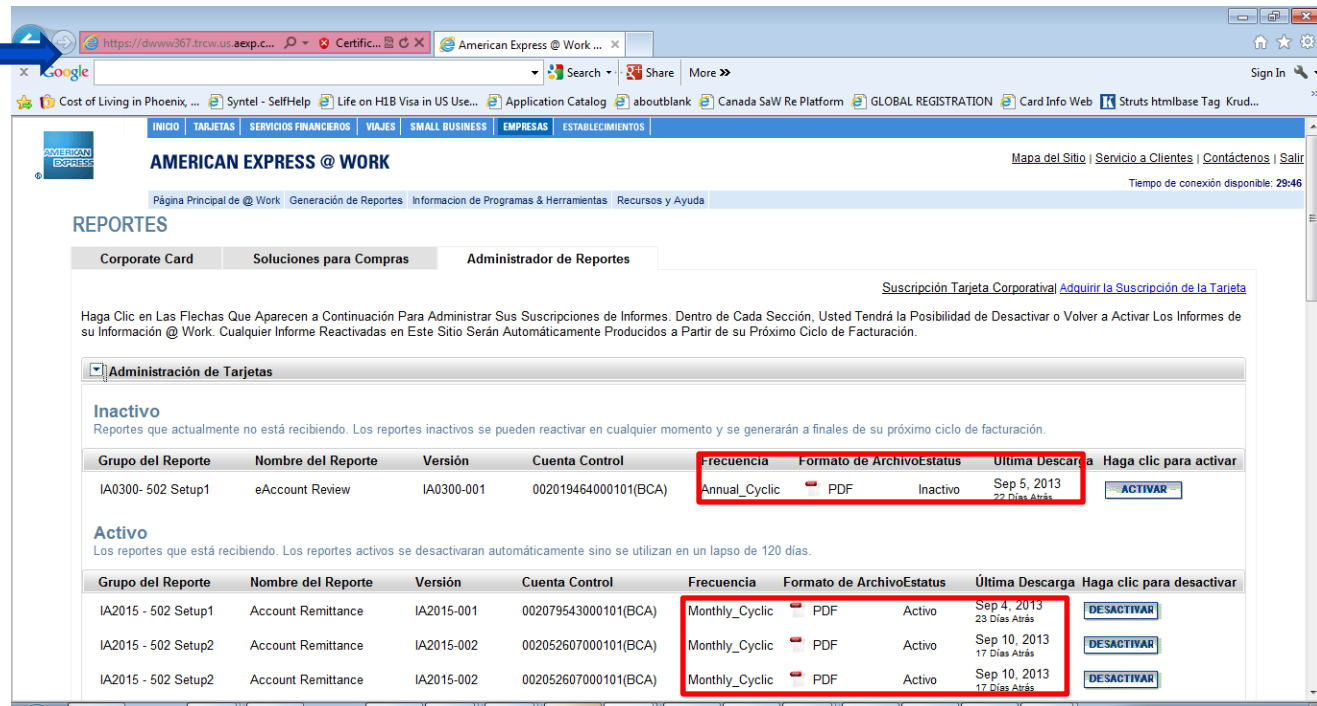 https://dwww367.trcw.us.aexp.c... Certific... American Express @ Work ...
x Google Search Share More >> Sign In
Cost of Living in Phoenix, ... Syntel - SelfHelp Life on H1B Visa in US Use... Application Catalog aboutblank Canada SaW Re Platform GLOBAL REGISTRATION Card Info Web Struts htmlbase Tag Krud...
INICIO TARJETAS SERVICIOS FINANCIEROS VIAJES SMALL BUSINESS EMPRESAS ESTABLECIMIENTOS
AMERICAN EXPRESS
AMERICAN EXPRESS @ WORK
Mapa del Sitio | Servicio a Clientes | Contáctenos | Salir
Tiempo de conexión disponible: 29:46
Página Principal de @ Work Generación de Reportes Informacion de Programas & Herramientas Recursos y Ayuda
REPORTES
Corporate Card Soluciones para Compras Administrador de Reportes
Suscripción Tarjeta Corporativa| Adquirir la Suscripción de la Tarjeta
Haga Clic en Las Flechas Que Aparecen a Continuación Para Administrar Sus Suscripciones de Informes. Dentro de Cada Sección, Usted Tendrá la Posibilidad de Desactivar o Volver a Activar Los Informes de
su Información @ Work. Cualquier Informe Reactivadas en Este Sitio Serán Automáticamente Producidos a Partir de su Próximo Ciclo de Facturación.
Administración de Tarjetas
Inactivo
Reportes que actualmente no está recibiendo. Los reportes inactivos se pueden reactivar en cualquier momento y se generarán a finales de su próximo ciclo de facturación.
Grupo del Reporte Nombre del Reporte Versión Cuenta Control Frecuencia Formato de ArchivoEstatus Última Descarga Haga clic para activar
IA0300- 502 Setup1 eAccount Review IA0300-001 002019464000101(BCA) Annual_Cyclic PDF Inactivo Sep 5, 2013 ACTIVAR
22 Días Atrás
Activo
Los reportes que está recibiendo. Los reportes activos se desactivaran automáticamente sino se utilizan en un lapso de 120 días.
Grupo del Reporte Nombre del Reporte Versión Cuenta Control Frecuencia Formato de ArchivoEstatus Última Descarga Haga clic para desactivar
IA2015 - 502 Setup1 Account Remittance IA2015-001 002079543000101(BCA) Monthly_Cyclic PDF Activo Sep 4, 2013 DESACTIVAR
23 Días Atrás
IA2015 - 502 Setup2 Account Remittance IA2015-002 002052607000101(BCA) Monthly_Cyclic PDF Activo Sep 10, 2013 DESACTIVAR
17 Días Atrás
IA2015 - 502 Setup2 Account Remittance IA2015-002 002052607000101(BCA) Monthly_Cyclic PDF Activo Sep 10, 2013 DESACTIVAR
17 Días Atrás